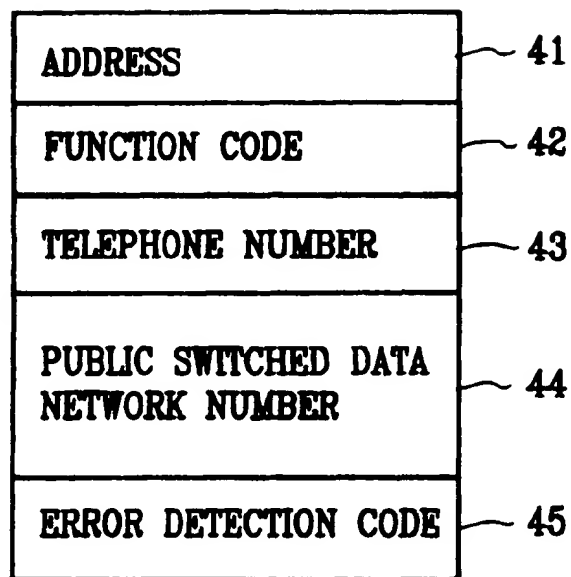 ADDRESS 41
FUNCTION CODE 42
TELEPHONE NUMBER 43
PUBLIC SWITCHED DATA
NETWORK NUMBER 44
ERROR DETECTION CODE 45